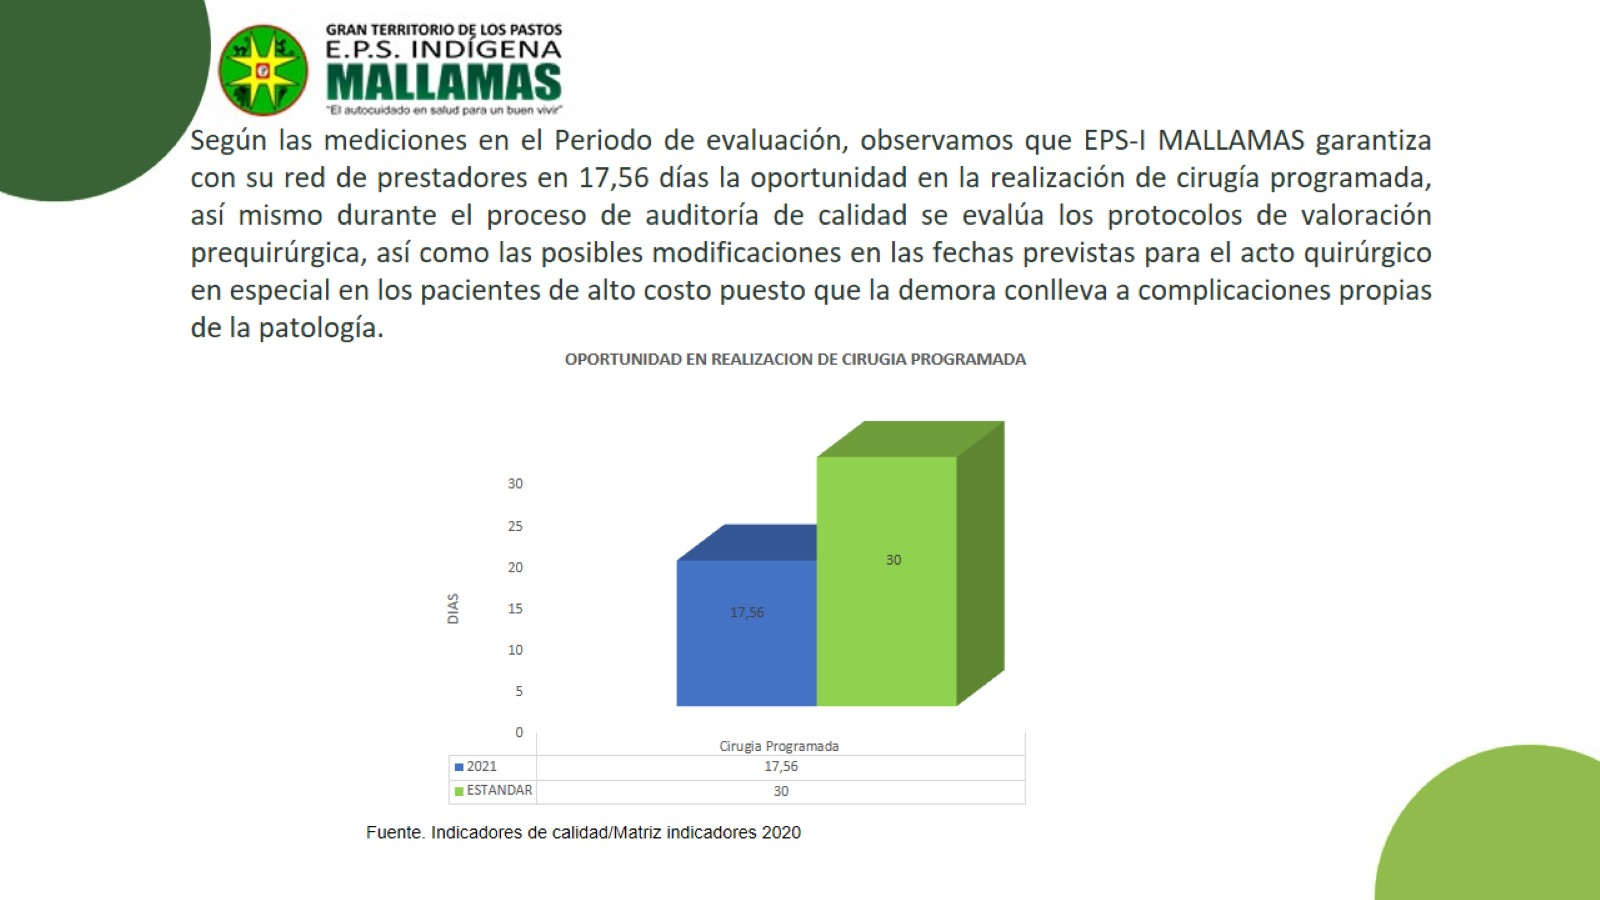 GRAN TERRITORIO DE LOS PASTOS
E.P.S. INDÍGENA
MALLAMAS
"El autocuidado en salud para un buen vivir"
Según las mediciones en el Periodo de evaluación, observamos que EPS-I MALLAMAS garantiza
con su red de prestadores en 17,56 días la oportunidad en la realización de cirugía programada,
así mismo durante el proceso de auditoría de calidad se evalúa los protocolos de valoración
prequirúrgica, así como las posibles modificaciones en las fechas previstas para el acto quirúrgico
en especial en los pacientes de alto costo puesto que la demora conlleva a complicaciones propias
de la patología.
OPORTUNIDAD EN REALIZACION DE CIRUGIA PROGRAMADA
30
25
20
15
10
5
0
DIAS
17,56
30
Cirugia Programada
2021 17,56
ESTANDAR 30
Fuente. Indicadores de calidad/Matriz indicadores 2020